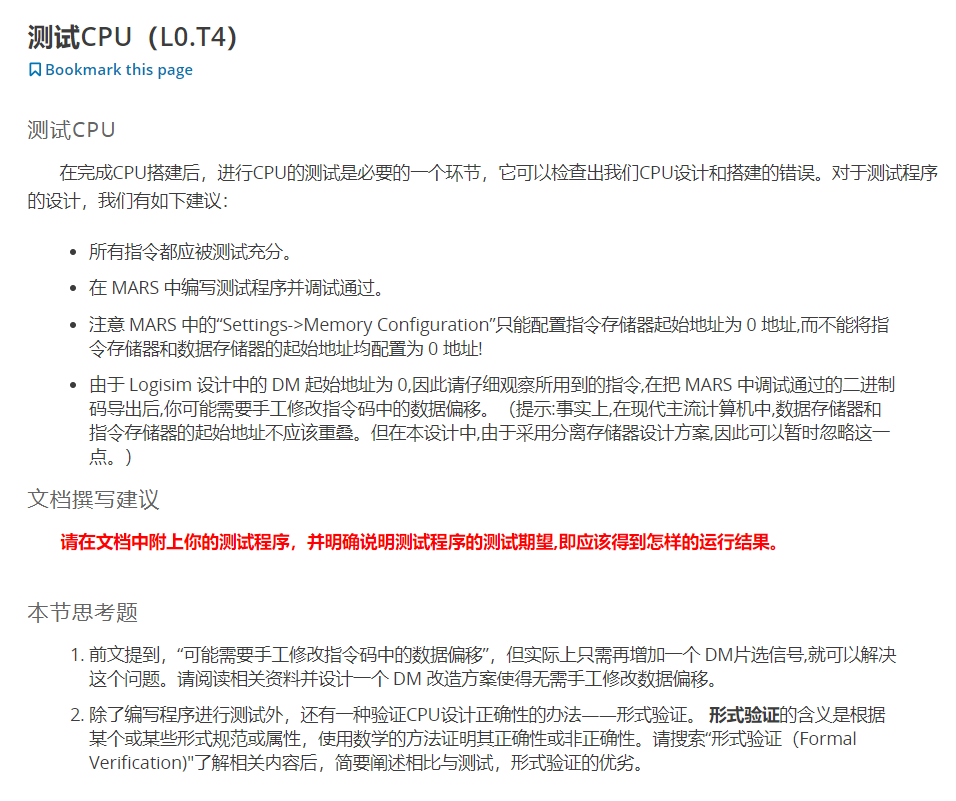 测试CPU（L0.T4）
Bookmark this page
测试CPU
在完成CPU搭建后，进行CPU的测试是必要的一个环节，它可以检查出我们CPU设计和搭建的错误。对于测试程序
的设计，我们有如下建议：
• 所有指令都应被测试充分。
• 在 MARS 中编写测试程序并调试通过。
• 注意 MARS 中的“Settings->Memory Configuration”只能配置指令存储器起始地址为 0 地址,而不能将指
令存储器和数据存储器的起始地址均配置为 0 地址!
• 由于 Logisim 设计中的 DM 起始地址为 0,因此请仔细观察所用到的指令,在把 MARS 中调试通过的二进制
码导出后,你可能需要手工修改指令码中的数据偏移。（提示:事实上,在现代主流计算机中,数据存储器和
指令存储器的起始地址不应该重叠。但在本设计中,由于采用分离存储器设计方案,因此可以暂时忽略这一
点。）
文档撰写建议
请在文档中附上你的测试程序，并明确说明测试程序的测试期望,即应该得到怎样的运行结果。
本节思考题
1. 前文提到，“可能需要手工修改指令码中的数据偏移”，但实际上只需再增加一个 DM片选信号,就可以解决
这个问题。请阅读相关资料并设计一个 DM 改造方案使得无需手工修改数据偏移。
2. 除了编写程序进行测试外，还有一种验证CPU设计正确性的办法——形式验证。 形式验证的含义是根据
某个或某些形式规范或属性，使用数学的方法证明其正确性或非正确性。请搜索“形式验证（Formal
Verification)"了解相关内容后，简要阐述相比与测试，形式验证的优劣。